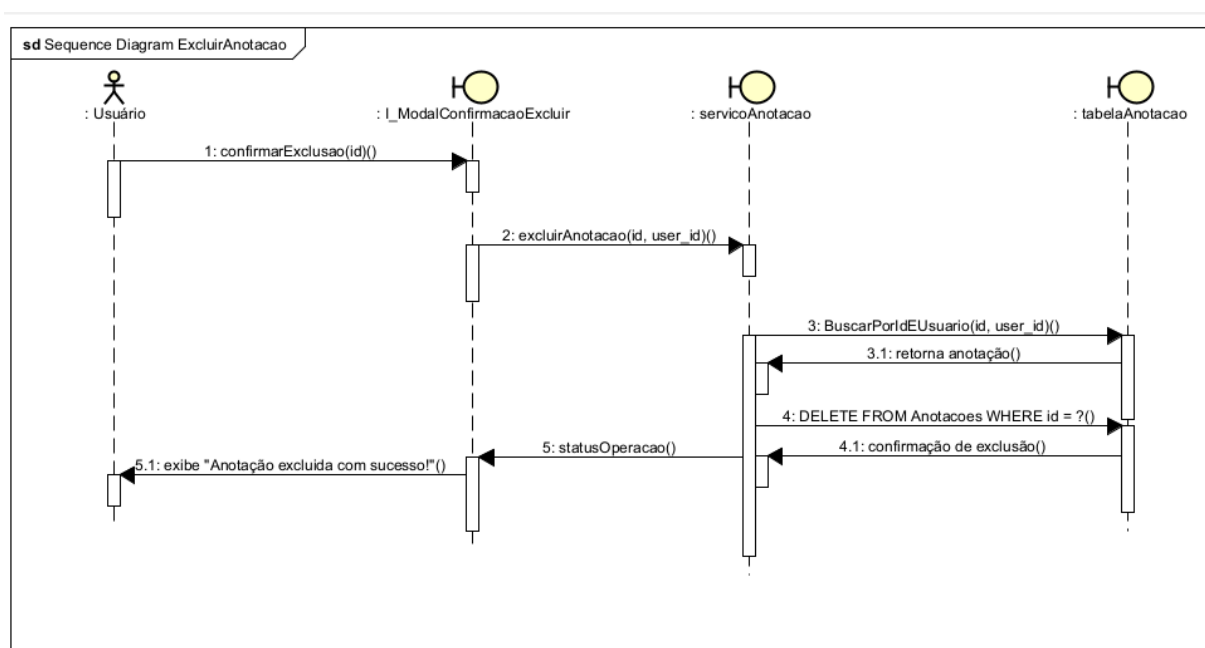 sd Sequence Diagram ExcluirAnotacao
: Usuário
: I_ModalConfirmacaoExcluir
: servicoAnotacao
: tabelaAnotacao
1: confirmarExclusao(id)()
2: excluirAnotacao(id, user_id)()
3: BuscarPorIdEUsuario(id, user_id)()
3.1: retorna anotação()
4: DELETE FROM Anotacoes WHERE id = ?()
4.1: confirmação de exclusão()
5: statusOperacao()
5.1: exibe "Anotação excluida com sucesso!"()